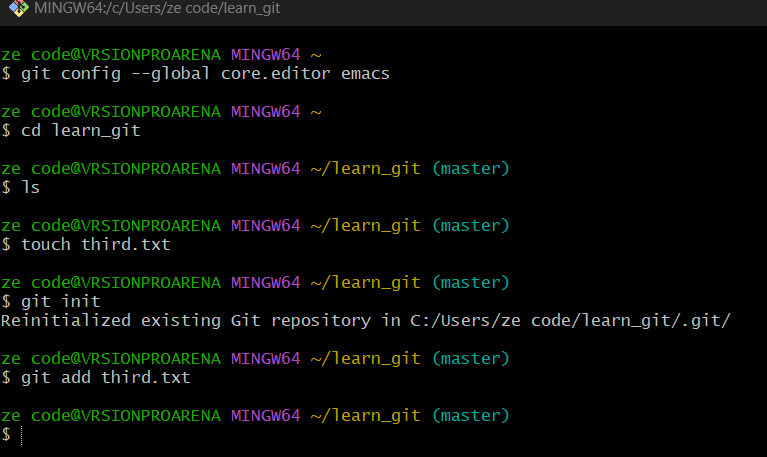 MINGW64:/c/Users/ze code/learn_git
ze code@VRSIONPROARENA MINGW64 ~
$ git config --global core.editor emacs
ze code@VRSIONPROARENA MINGW64 ~
$ cd learn_git
ze code@VRSIONPROARENA MINGW64 ~/learn_git (master)
$ ls
ze code@VRSIONPROARENA MINGW64 ~/learn_git (master)
$ touch third.txt
ze code@VRSIONPROARENA MINGW64 ~/learn_git (master)
$ git init
Reinitialized existing Git repository in C:/Users/ze code/learn_git/.git/
ze code@VRSIONPROARENA MINGW64 ~/learn_git (master)
$ git add third.txt
ze code@VRSIONPROARENA MINGW64 ~/learn_git (master)
$